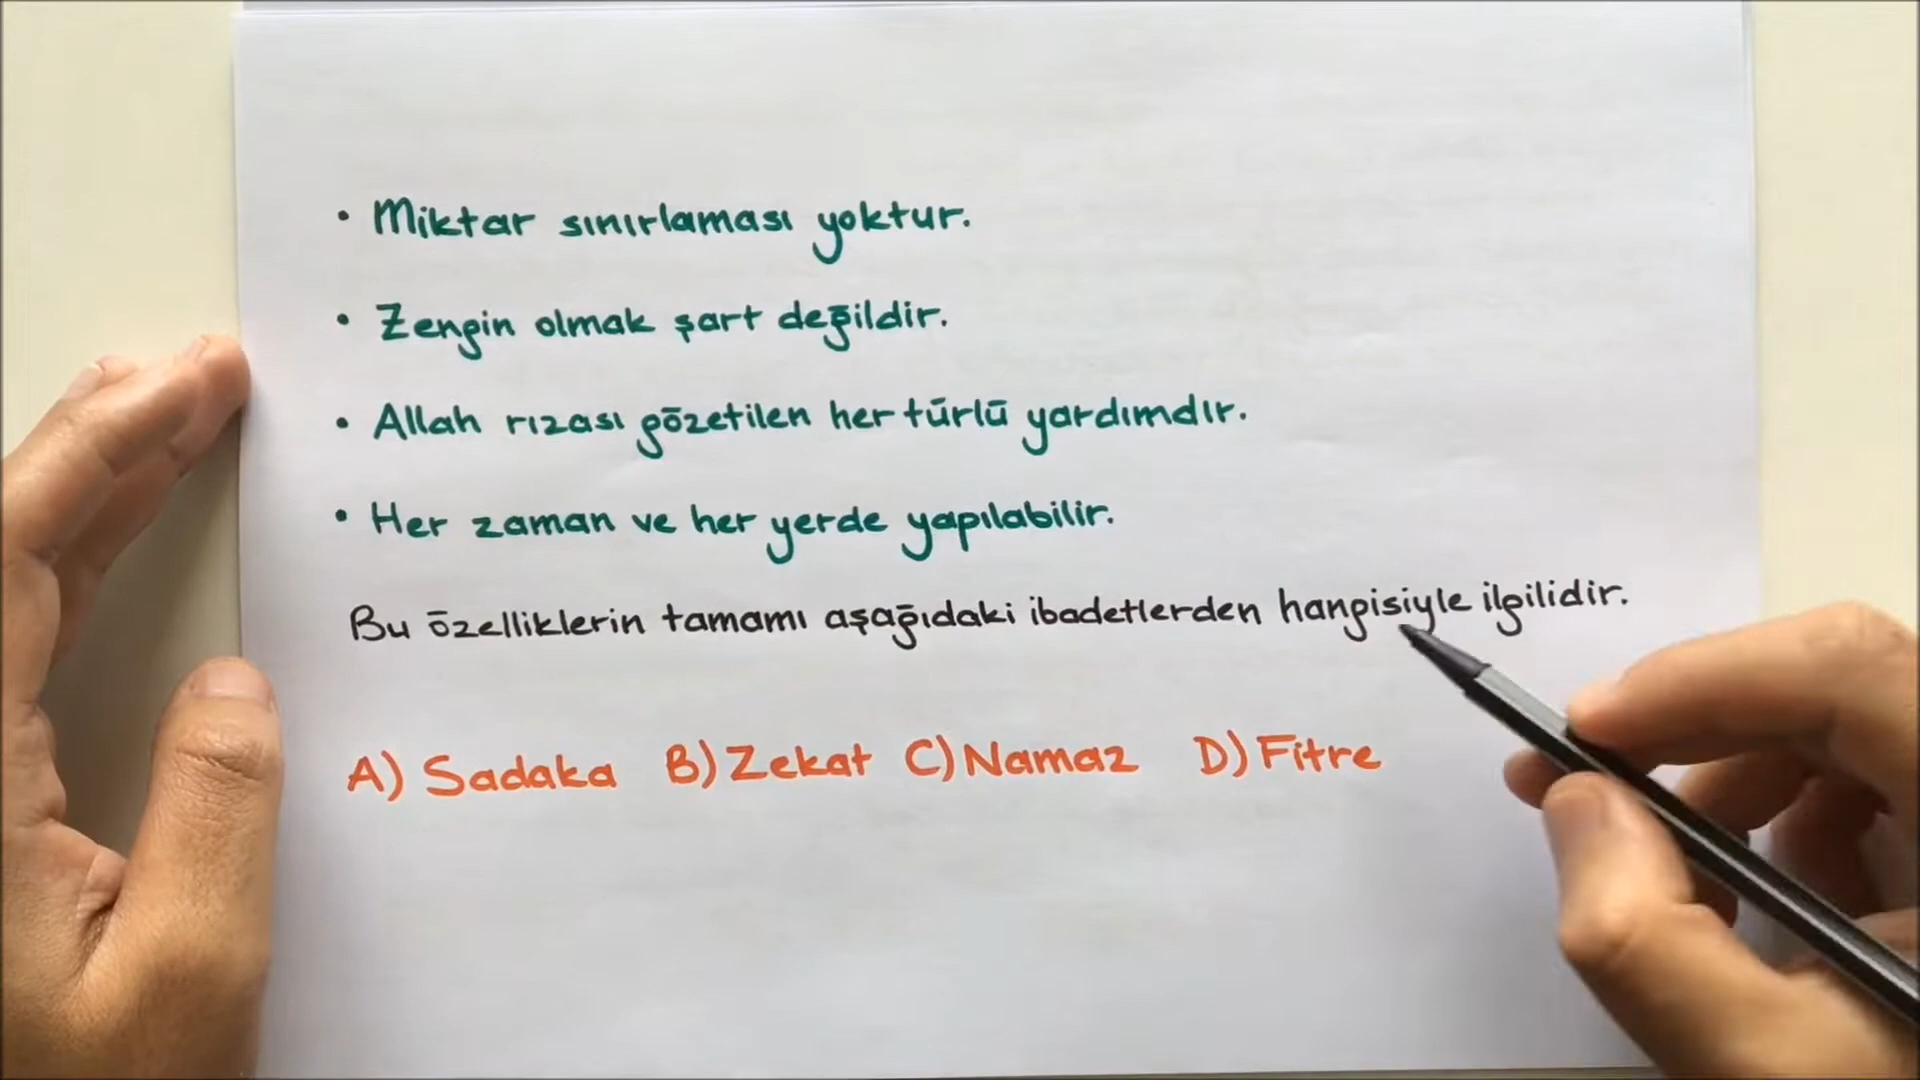 • Miktar sınırlaması yoktur.
• Zengin olmak şart değildir.
• Allah rızası gözetilen her türlü yardımdır.
• Her zaman ve her yerde yapılabilir.
Bu özelliklerin tamamı aşağıdaki ibadetlerden hangisiyle ilgilidir.
A) Sadaka B) Zekat C) Namaz D) Fitre